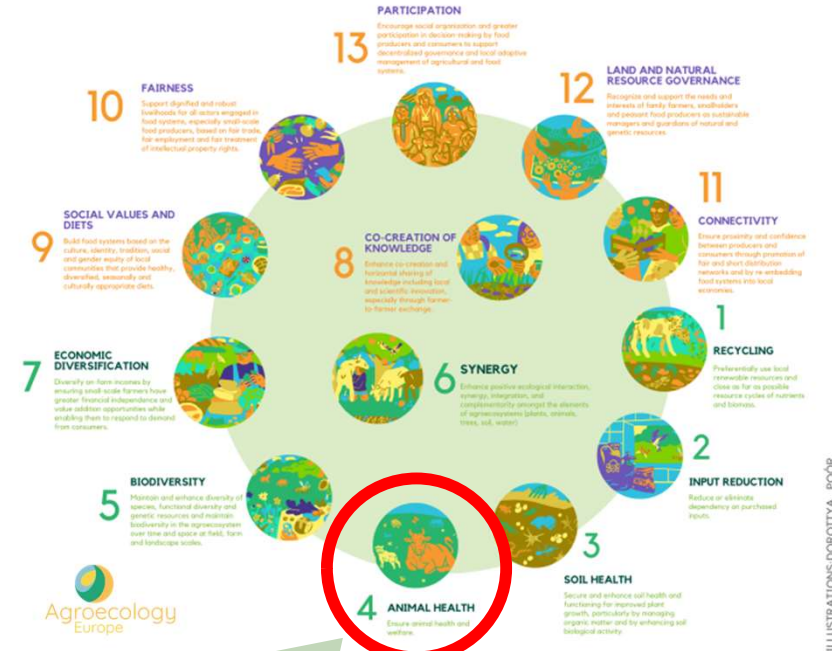 PARTICIPATION
13
Encourage social organisation and greater
participation in decision-making by food
producers and consumers to support
decentralized governance and local adaptive
management of agricultural and food
systems.
12
LAND AND NATURAL
RESOURCE GOVERNANCE
Recognize and support the needs and
interests of family farmers, smallholders
and peasant food producers as sustainable
managers and guardians of natural and
genetic resources.
10
FAIRNESS
Support dignified and robust
livelihoods for all actors engaged in
food systems, especially small-scale
food producers, based on fair trade,
fair employment and fair treatment
of intellectual property rights.
11
CONNECTIVITY
Ensure proximity and confidence
between producers and
consumers through promotion of
fair and short distribution
networks and by re-embedding
food systems into local
economies.
9
SOCIAL VALUES AND
DIETS
Build food systems based on the
culture, identity, tradition, social
and gender equity of local
communities that provide healthy,
diversified, seasonally and
culturally appropriate diets.
8
CO-CREATION OF
KNOWLEDGE
Enhance co-creation and
horizontal sharing of
knowledge including local
and scientific innovation,
especially through farmer-
to-farmer exchange.
1
RECYCLING
Preferentially use local
renewable resources and
close as far as possible
resource cycles of nutrients
and biomass.
7
ECONOMIC
DIVERSIFICATION
Diversify on-farm incomes by
ensuring small-scale farmers have
greater financial independence and
value addition opportunities while
enabling them to respond to demand
from consumers.
6
SYNERGY
Enhance positive ecological interaction,
synergy, integration, and
complementarity amongst the elements
of agroecosystems (plants, animals,
trees, soil, water)
2
INPUT REDUCTION
Reduce or eliminate
dependency on purchased
inputs.
5
BIODIVERSITY
Maintain and enhance diversity of
species, functional diversity and
genetic resources and maintain
biodiversity in the agroecosystem
over time and space at field, farm
and landscape scales.
3
SOIL HEALTH
Secure and enhance soil health and
functioning for improved plant
growth, particularly by managing
organic matter and by enhancing soil
biological activity.
4
ANIMAL HEALTH
Ensure animal health and
welfare.
Agroecology
Europe
ILLUSTRATIONS: DOROTTYA POÓR